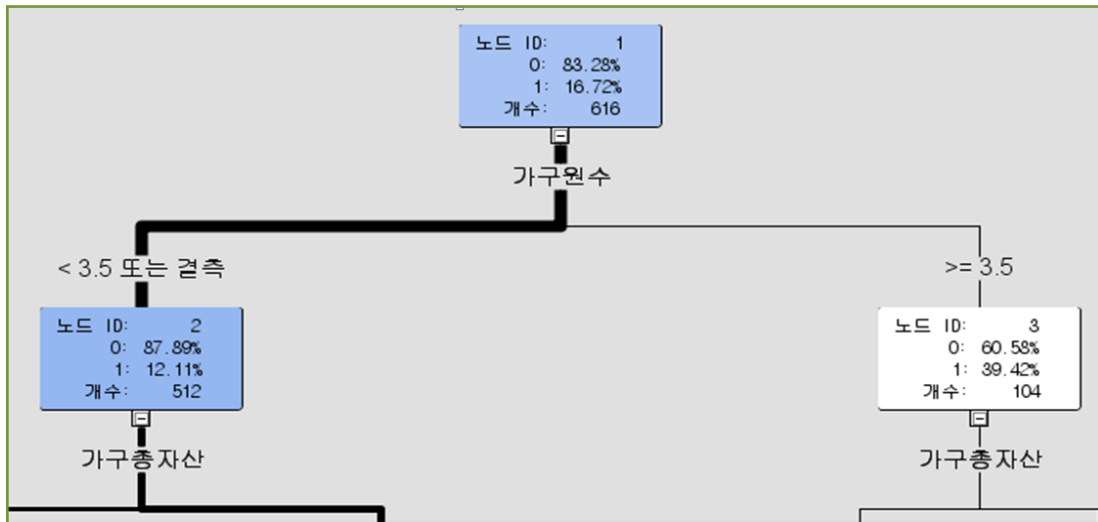 노드 ID: 1
0: 83.28%
1: 16.72%
개수: 616
가구원수
< 3.5 또는 결측
>= 3.5
노드 ID: 2
0: 87.89%
1: 12.11%
개수: 512
노드 ID: 3
0: 60.58%
1: 39.42%
개수: 104
가구총자산
가구총자산